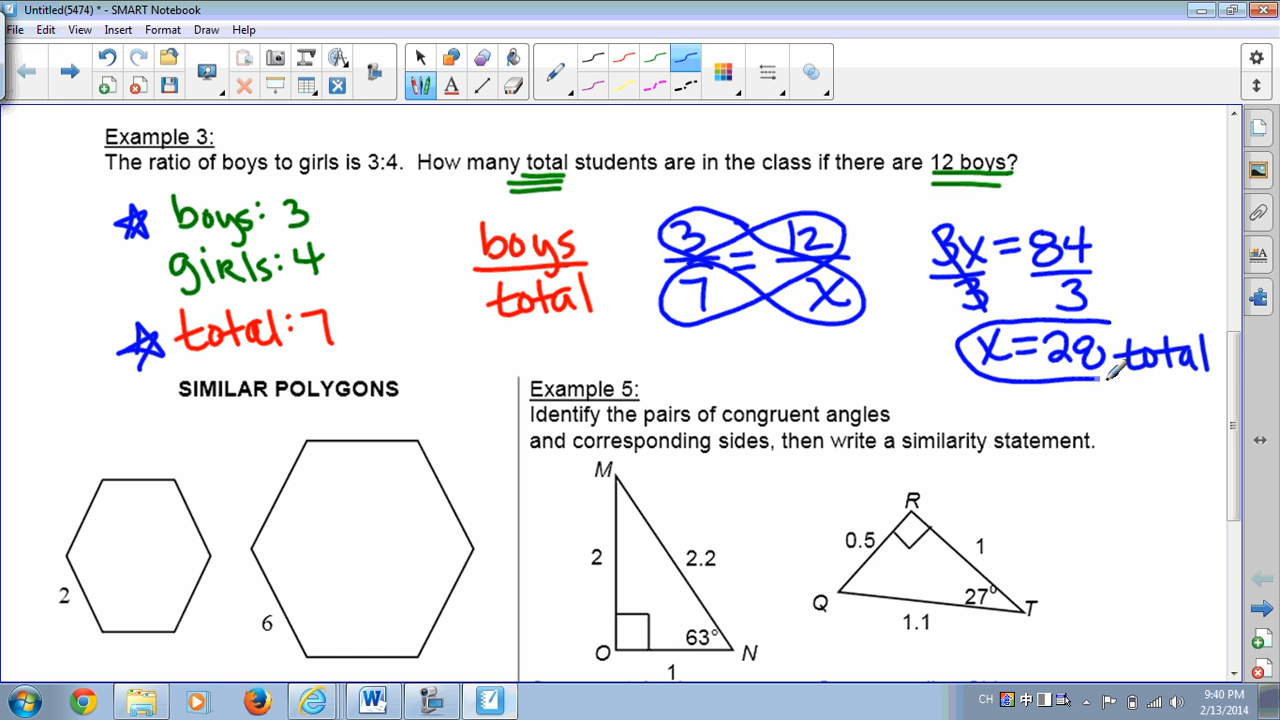 Untitled(5474) * - SMART Notebook
File Edit View Insert Format Draw Help
Example 3:
The ratio of boys to girls is 3:4. How many total students are in the class if there are 12 boys?
boys: 3
girls: 4
total: 7
boys
total
3 = 12
7 x
3x = 84
3 3
x = 28 total
SIMILAR POLYGONS
2
6
Example 5:
Identify the pairs of congruent angles
and corresponding sides, then write a similarity statement.
M
2
2.2
63°
O
N
1
R
0.5
1
27°
Q
T
1.1
CH
中
9:40 PM
2/13/2014